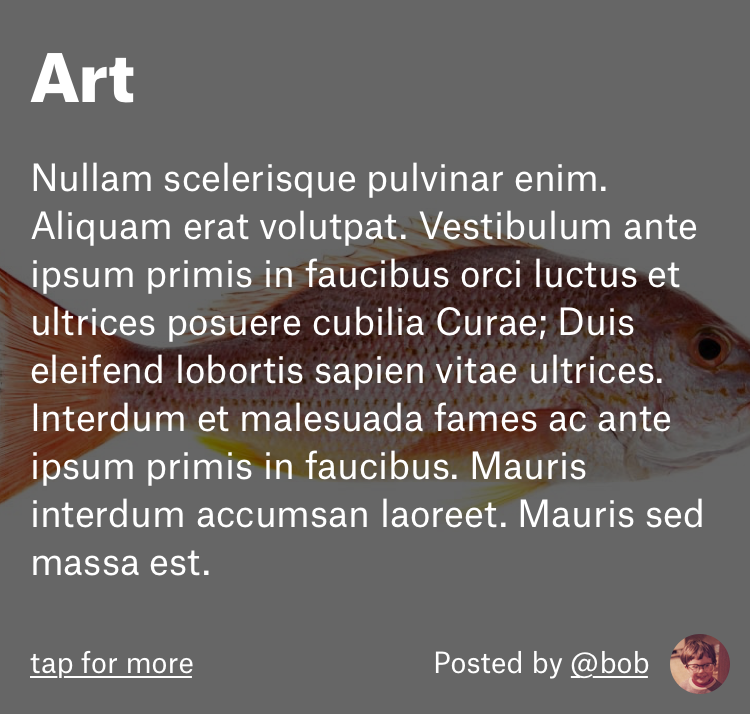 Art
Nullam scelerisque pulvinar enim.
Aliquam erat volutpat. Vestibulum ante
ipsum primis in faucibus orci luctus et
ultrices posuere cubilia Curae; Duis
eleifend lobortis sapien vitae ultrices.
Interdum et malesuada fames ac ante
ipsum primis in faucibus. Mauris
interdum accumsan laoreet. Mauris sed
massa est.
tap for more
Posted by @bob